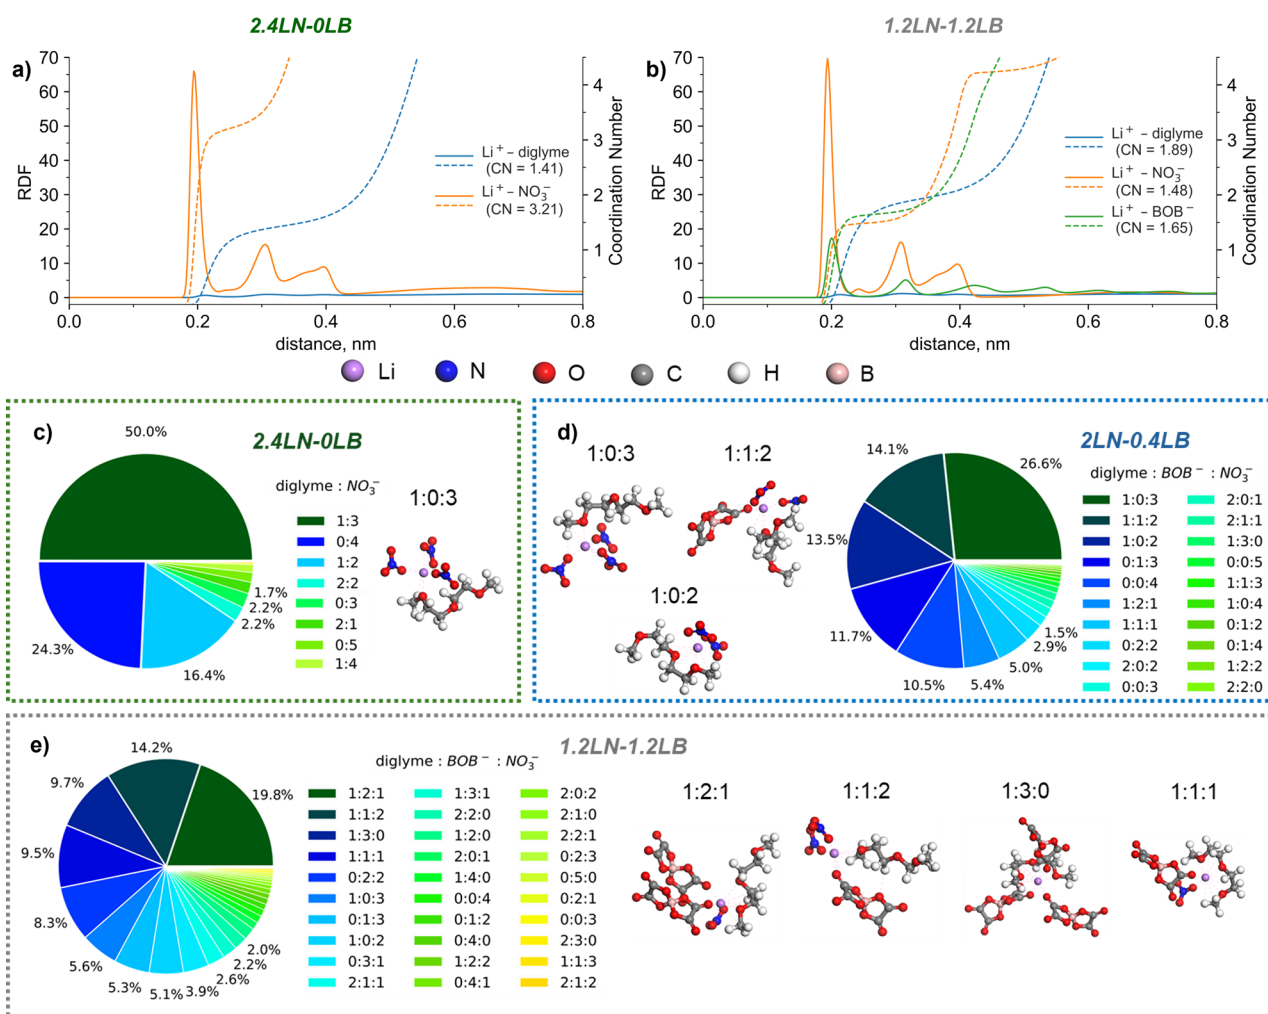 2.4LN-0LB
1.2LN-1.2LB
a)
70
60
50
40
30
20
10
0
RDF
0.0
0.2
0.4
0.6
0.8
distance, nm
4
3
2
1
Coordination Number
Li⁺ – diglyme
(CN = 1.41)
Li⁺ – NO₃⁻
(CN = 3.21)
b)
70
60
50
40
30
20
10
0
RDF
0.0
0.2
0.4
0.6
0.8
distance, nm
4
3
2
1
Coordination Number
Li⁺ – diglyme
(CN = 1.89)
Li⁺ – NO₃⁻
(CN = 1.48)
Li⁺ – BOB⁻
(CN = 1.65)
Li N O C H B
c)
2.4LN-0LB
50.0%
24.3%
16.4%
2.2%
2.2%
1.7%
diglyme : NO₃⁻
1:3
0:4
1:2
2:2
0:3
2:1
0:5
1:4
1:0:3
d)
2LN-0.4LB
1:0:3
1:1:2
1:0:2
26.6%
14.1%
13.5%
11.7%
10.5%
5.4%
5.0%
2.9%
1.5%
diglyme : BOB⁻ : NO₃⁻
1:0:3 2:0:1
1:1:2 2:1:1
1:0:2 1:3:0
0:1:3 0:0:5
0:0:4 1:1:3
1:2:1 1:0:4
1:1:1 0:1:2
0:2:2 0:1:4
2:0:2 1:2:2
0:0:3 2:2:0
e)
1.2LN-1.2LB
19.8%
14.2%
9.7%
9.5%
8.3%
5.6%
5.3%
5.1%
3.9%
2.6%
2.2%
2.0%
diglyme : BOB⁻ : NO₃⁻
1:2:1 1:3:1 2:0:2
1:1:2 2:2:0 2:1:0
1:3:0 1:2:0 2:2:1
1:1:1 2:0:1 0:2:3
0:2:2 1:4:0 0:5:0
1:0:3 0:0:4 0:2:1
0:1:3 0:1:2 0:0:3
1:0:2 0:4:0 2:3:0
0:3:1 1:2:2 1:1:3
2:1:1 0:4:1 2:1:2
1:2:1
1:1:2
1:3:0
1:1:1